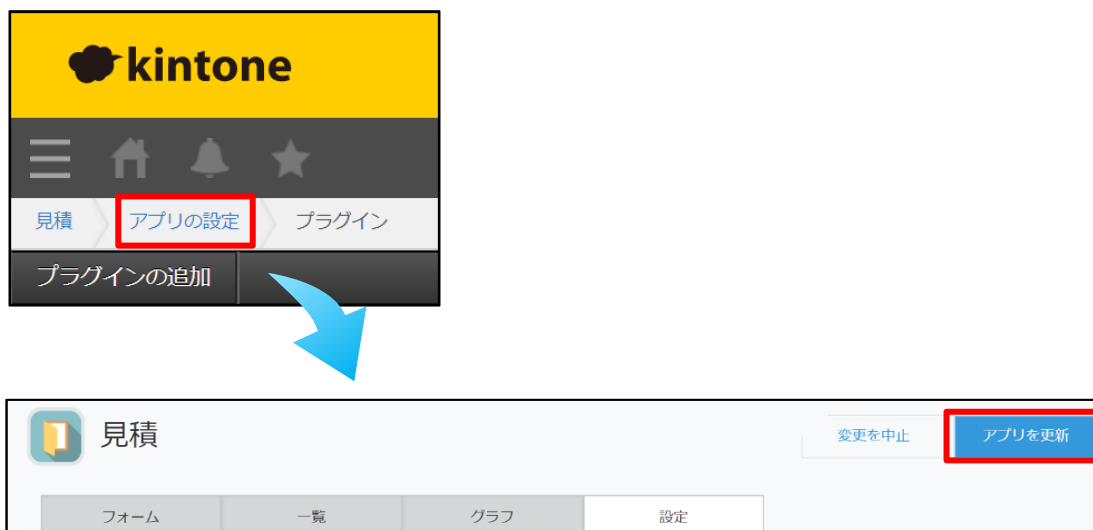 kintone
見積 アプリの設定 プラグイン
プラグインの追加
見積 変更を中止 アプリを更新
フォーム 一覧 グラフ 設定